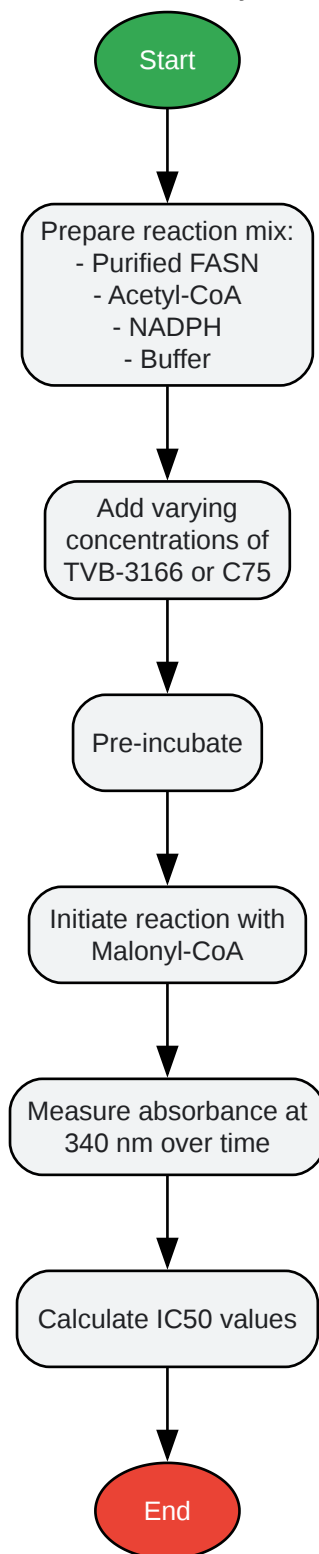 Start
Prepare reaction mix:
- Purified FASN
- Acetyl-CoA
- NADPH
- Buffer
Add varying
concentrations of
TVB-3166 or C75
Pre-incubate
Initiate reaction with
Malonyl-CoA
Measure absorbance at
340 nm over time
Calculate IC50 values
End